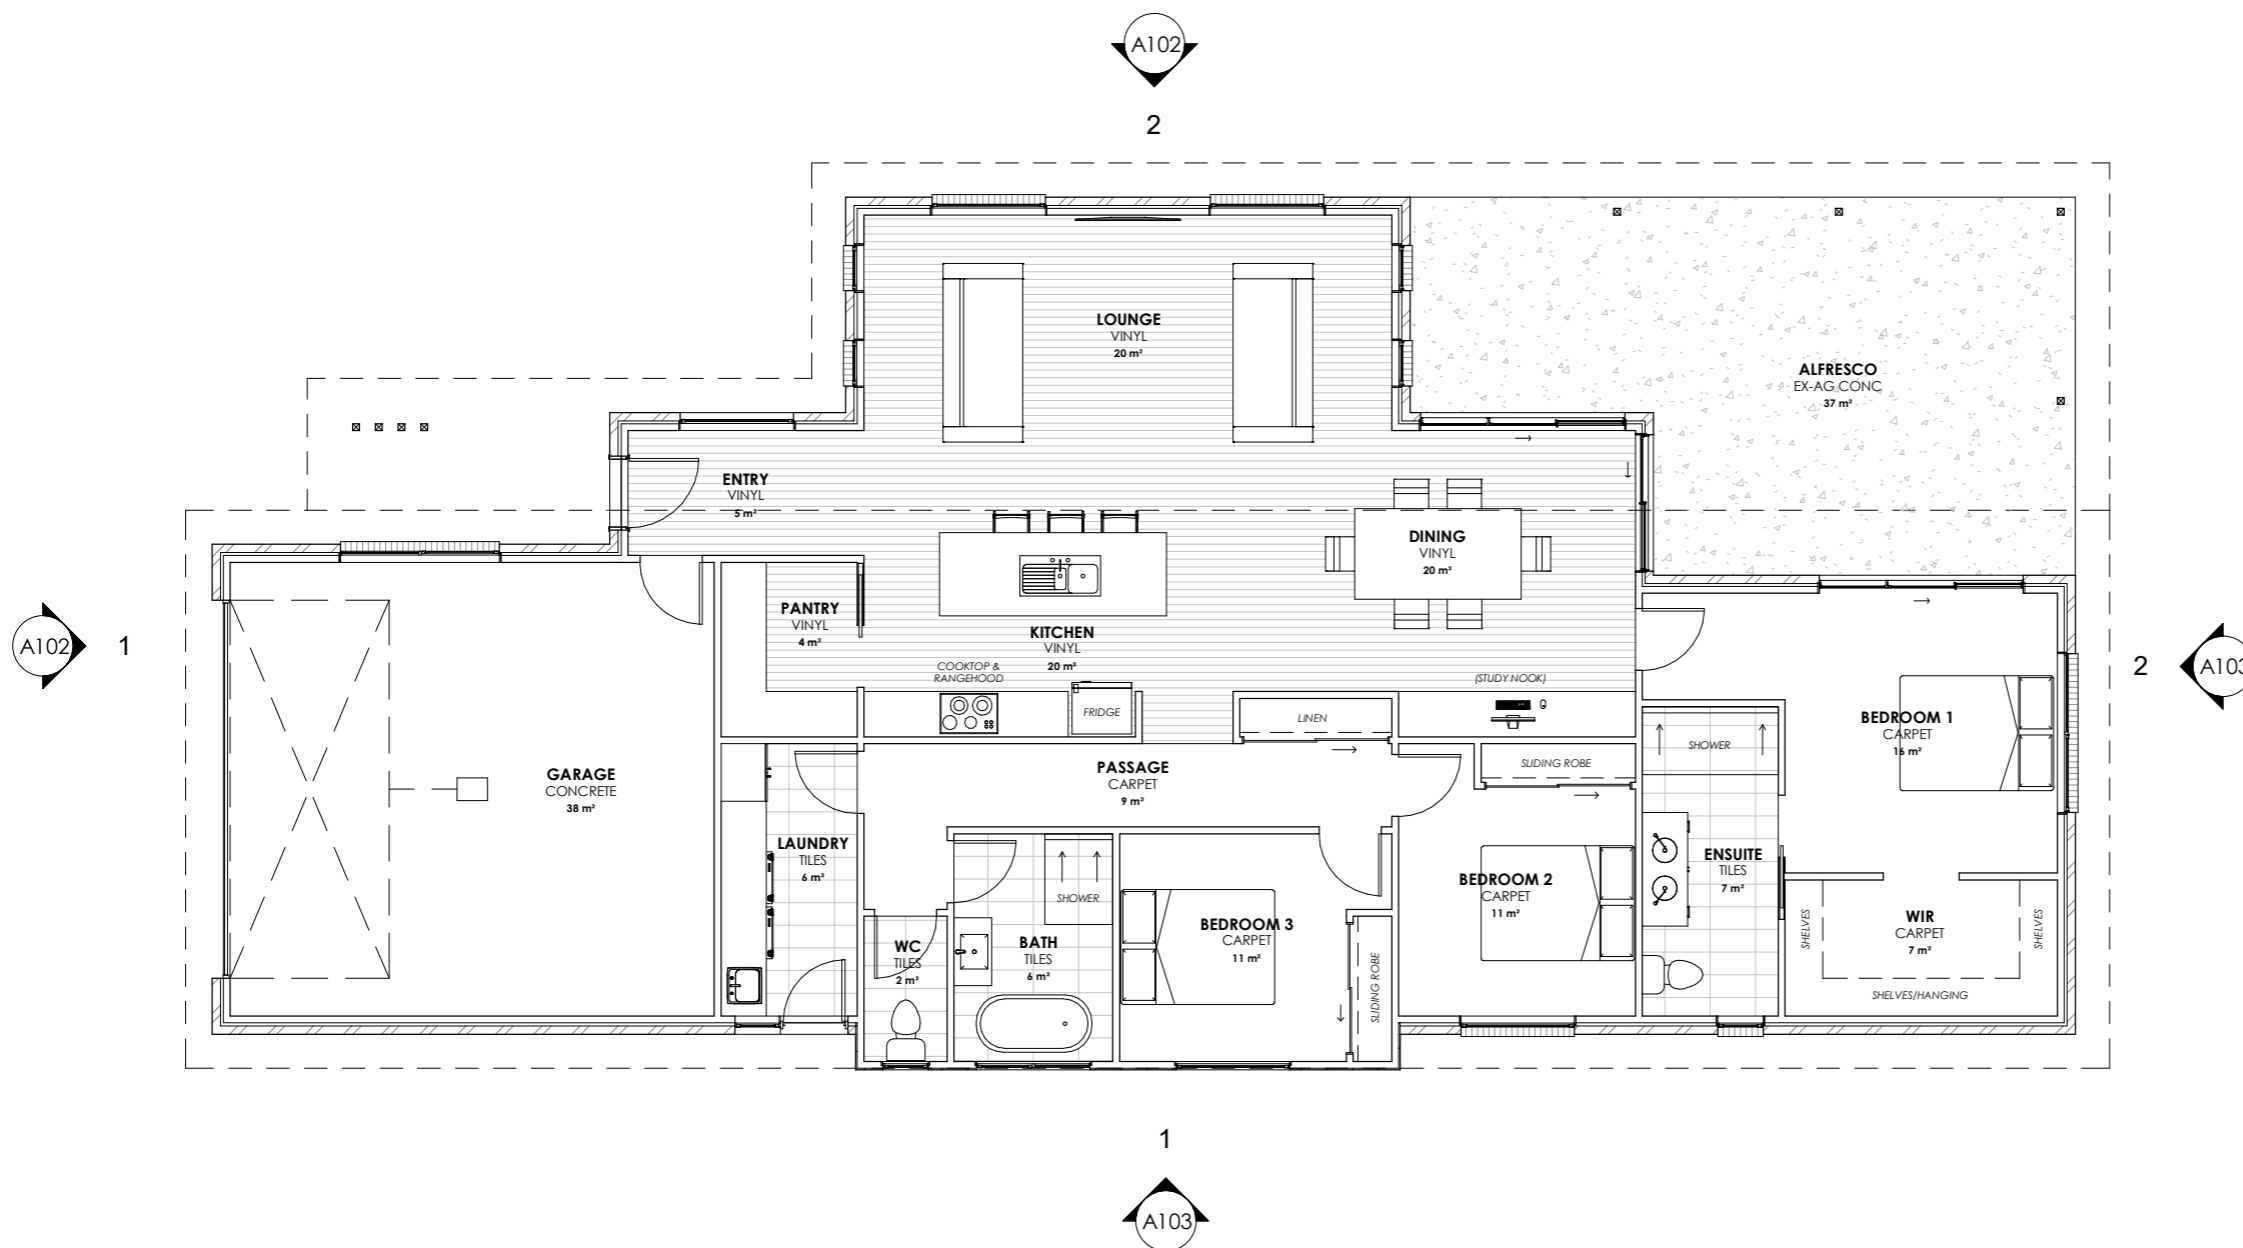 A102
2
LOUNGE
VINYL
20 m²
ALFRESCO
EX-AG CONC
37 m²
ENTRY
VINYL
5 m²
DINING
VINYL
20 m²
PANTRY
VINYL
4 m²
KITCHEN
VINYL
20 m²
COOKTOP &
RANGEHOOD
FRIDGE
(STUDY NOOK)
LINEN
A102
1
2
A103
BEDROOM 1
CARPET
16 m²
SHOWER
SLIDING ROBE
GARAGE
CONCRETE
38 m²
PASSAGE
CARPET
9 m²
LAUNDRY
TILES
6 m²
SHOWER
BEDROOM 2
CARPET
11 m²
ENSUITE
TILES
7 m²
WC
TILES
2 m²
BATH
TILES
6 m²
BEDROOM 3
CARPET
11 m²
SLIDING ROBE
SHELVES
WIR
CARPET
7 m²
SHELVES
SHELVES/HANGING
1
A103